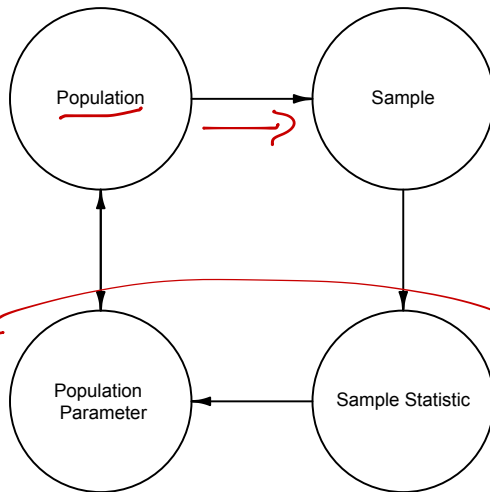 Population
Sample
Population
Parameter
Sample Statistic